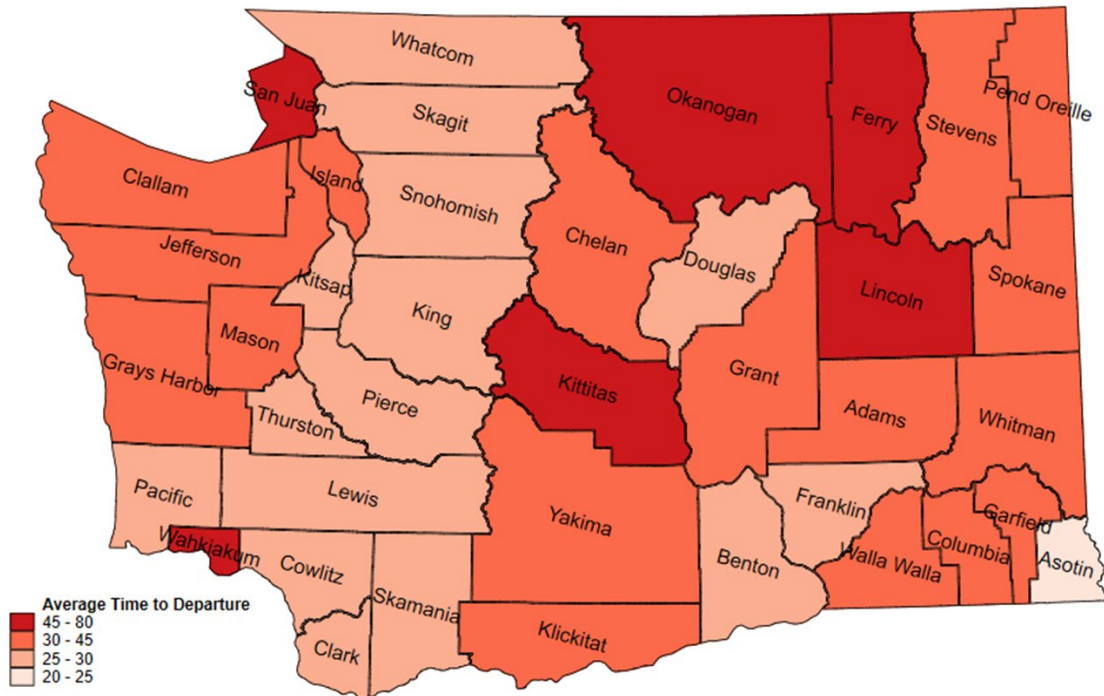 Whatcom
San Juan
Skagit
Okanogan
Ferry
Stevens
Pend Oreille
Clallam
Island
Snohomish
Chelan
Jefferson
Kitsap
Douglas
Lincoln
Spokane
King
Mason
Grays Harbor
Kittitas
Grant
Pierce
Thurston
Adams
Whitman
Pacific
Lewis
Yakima
Franklin
Garfield
Wahkiakum
Cowlitz
Skamania
Benton
Walla Walla
Columbia
Asotin
Clark
Klickitat
Average Time to Departure
45 - 80
30 - 45
25 - 30
20 - 25